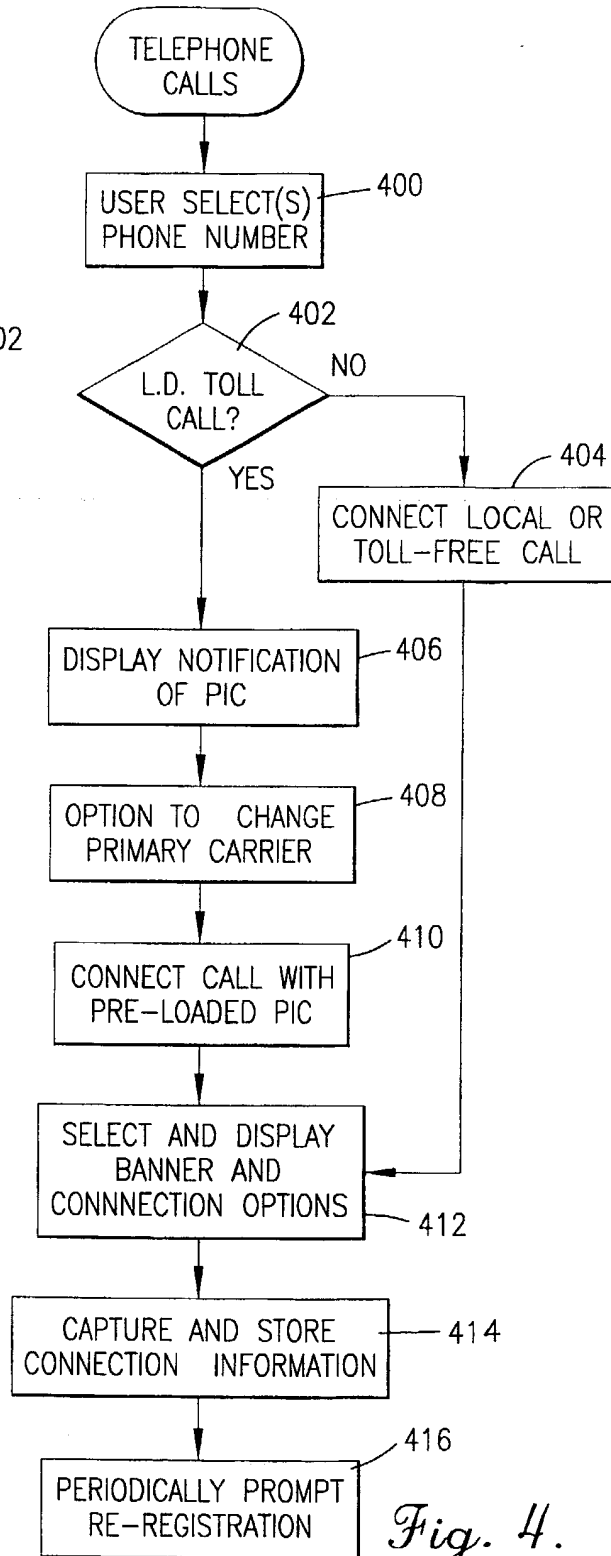 TELEPHONE
CALLS
400
USER SELECT(S)
PHONE NUMBER
402
02
L.D. TOLL
CALL?
NO
YES
404
CONNECT LOCAL OR
TOLL-FREE CALL
406
DISPLAY NOTIFICATION
OF PIC
408
OPTION TO CHANGE
PRIMARY CARRIER
410
CONNECT CALL WITH
PRE-LOADED PIC
SELECT AND DISPLAY
BANNER AND
CONNNECTION OPTIONS
412
CAPTURE AND STORE
CONNECTION INFORMATION
414
416
PERIODICALLY PROMPT
RE-REGISTRATION
Fig. 4.